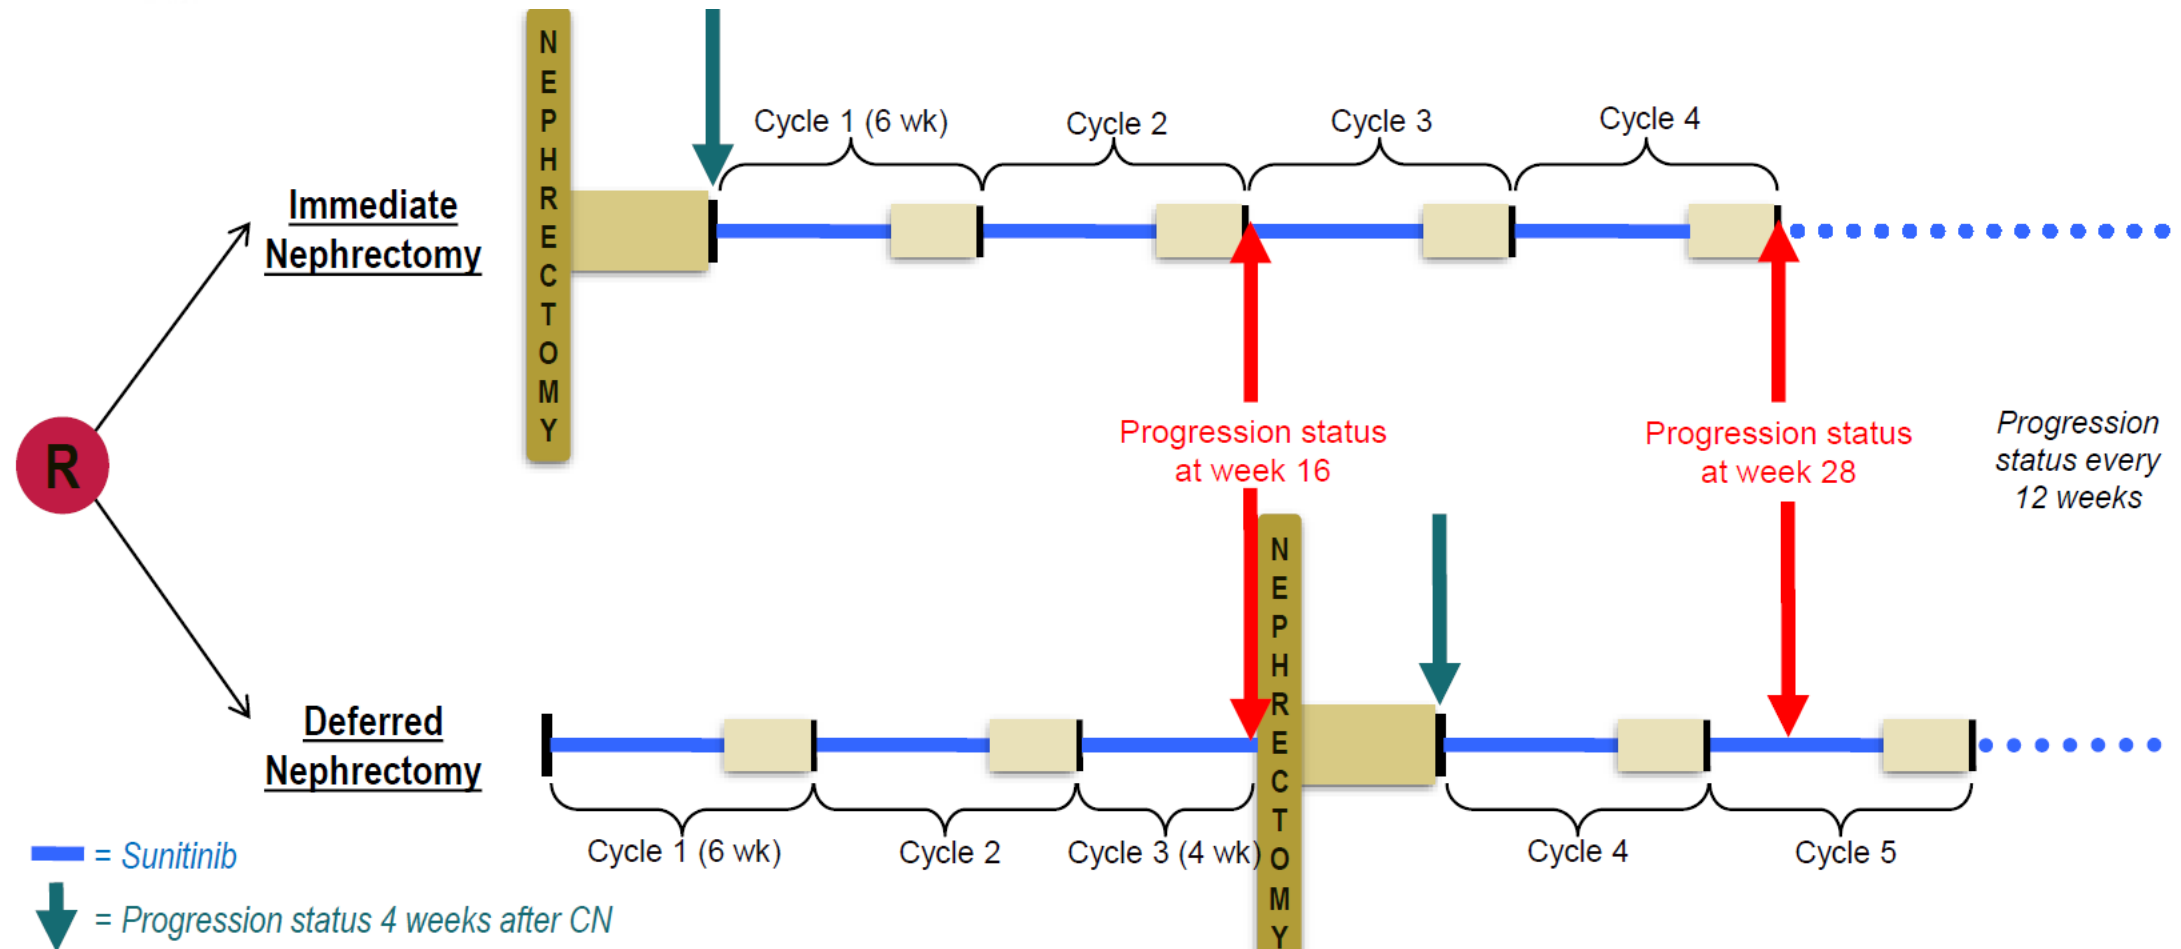 NEPHRECTOMY
Cycle 1 (6 wk)
Cycle 2
Cycle 3
Cycle 4
Immediate
Nephrectomy
R
Progression status
at week 16
Progression status
at week 28
Progression
status every
12 weeks
NEPHRECTOMY
Deferred
Nephrectomy
Cycle 1 (6 wk)
Cycle 2
Cycle 3 (4 wk)
Cycle 4
Cycle 5
= Sunitinib
= Progression status 4 weeks after CN